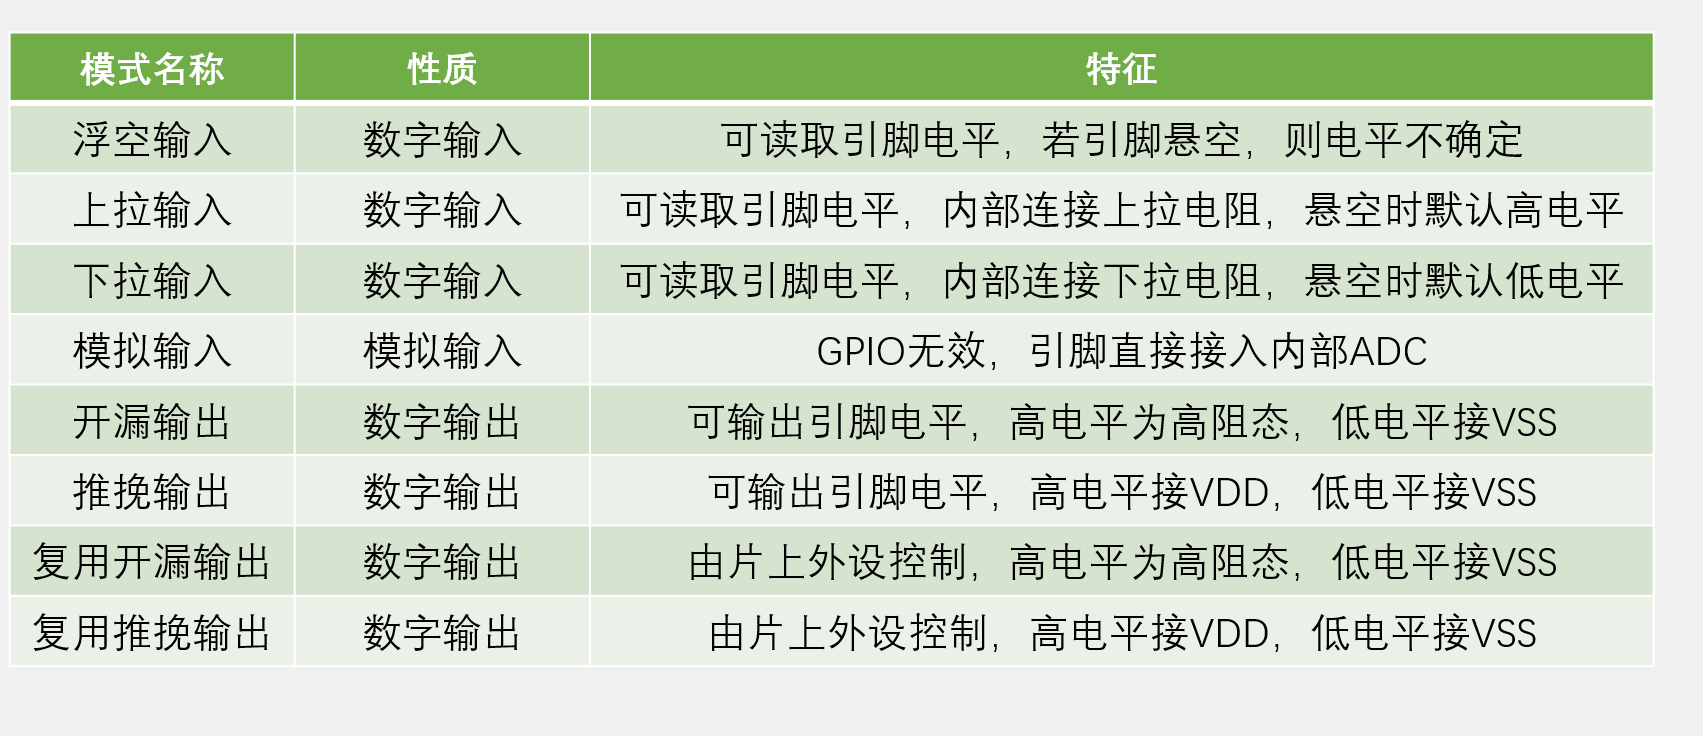 模式名称 性质 特征
浮空输入 数字输入 可读取引脚电平，若引脚悬空，则电平不确定
上拉输入 数字输入 可读取引脚电平，内部连接上拉电阻，悬空时默认高电平
下拉输入 数字输入 可读取引脚电平，内部连接下拉电阻，悬空时默认低电平
模拟输入 模拟输入 GPIO无效，引脚直接接入内部ADC
开漏输出 数字输出 可输出引脚电平，高电平为高阻态，低电平接VSS
推挽输出 数字输出 可输出引脚电平，高电平接VDD，低电平接VSS
复用开漏输出 数字输出 由片上外设控制，高电平为高阻态，低电平接VSS
复用推挽输出 数字输出 由片上外设控制，高电平接VDD，低电平接VSS